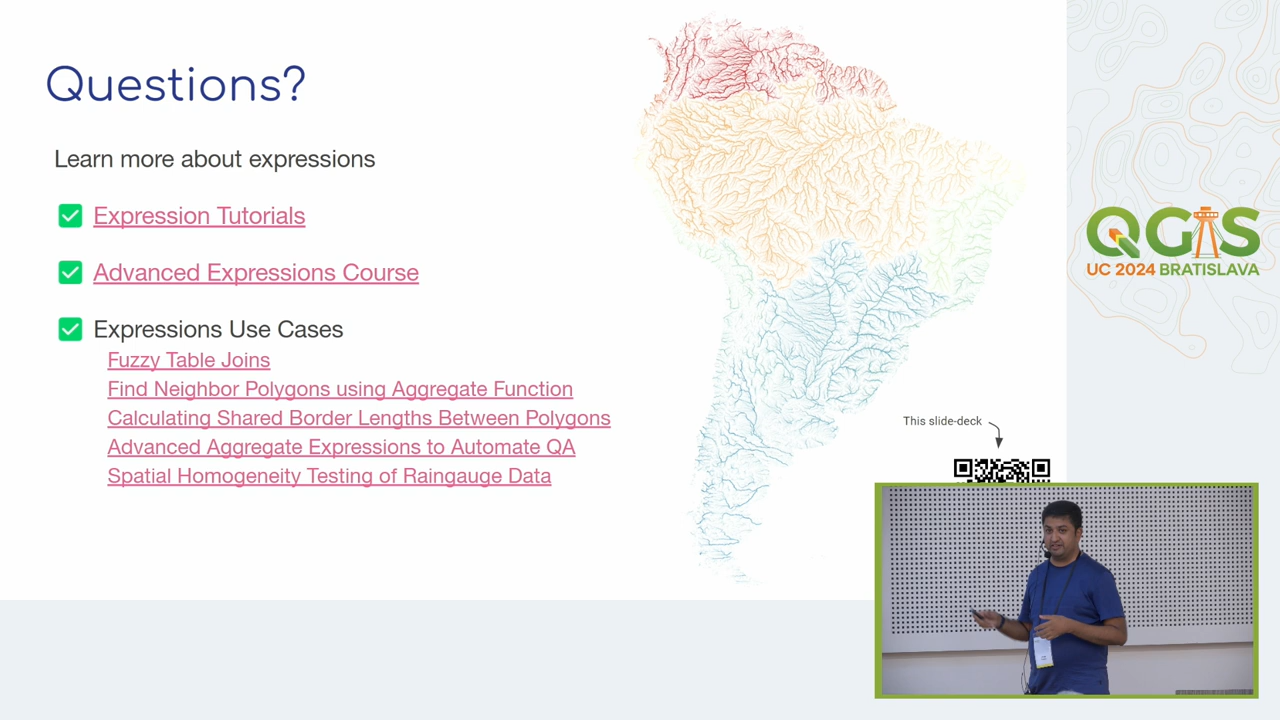 Questions?
Learn more about expressions
Expression Tutorials
Advanced Expressions Course
Expressions Use Cases
Fuzzy Table Joins
Find Neighbor Polygons using Aggregate Function
Calculating Shared Border Lengths Between Polygons
Advanced Aggregate Expressions to Automate QA
Spatial Homogeneity Testing of Raingauge Data
This slide-deck
QGIS
UC 2024 BRATISLAVA